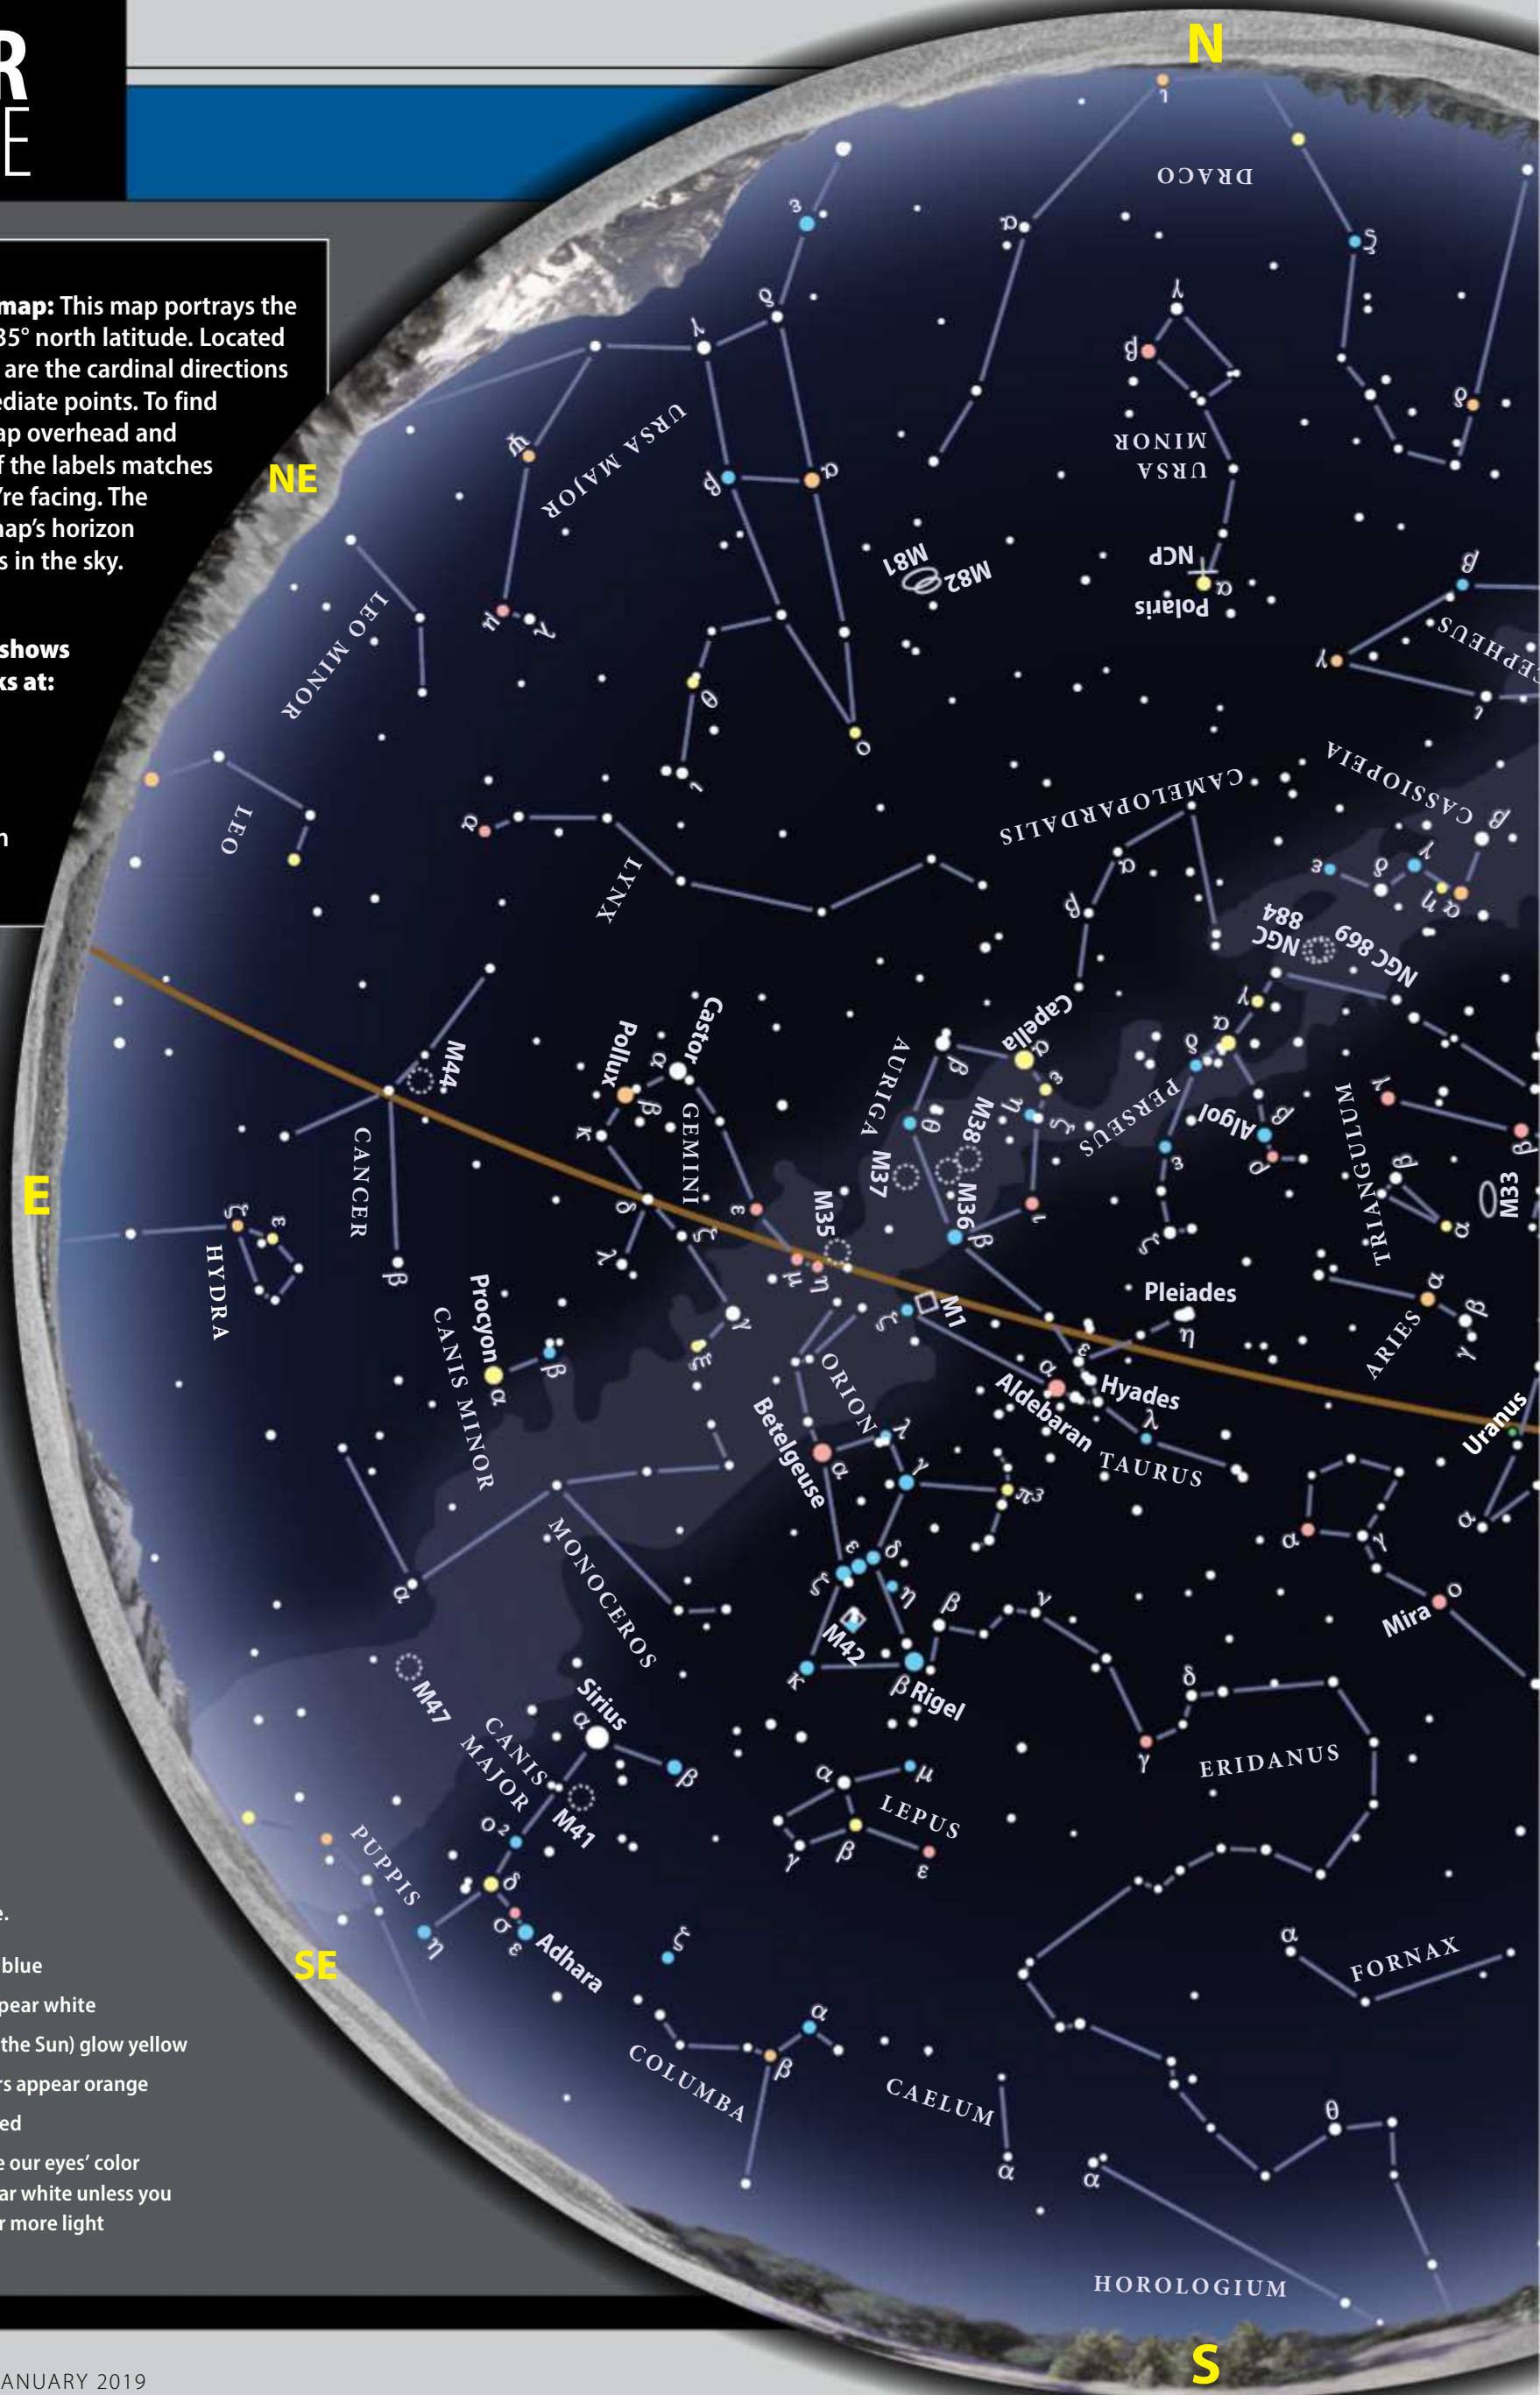 R
E
map: This map portrays the
35° north latitude. Located
are the cardinal directions
ediate points. To find
ap overhead and
f the labels matches
're facing. The
map's horizon
s in the sky.
shows
ks at:
n
e.
blue
pear white
the Sun) glow yellow
rs appear orange
ed
e our eyes' color
ar white unless you
r more light
ANUARY 2019
N
NE
E
SE
S
ι
DRACO
ε
α
ζ
δ
γ
γ
β
δ
URSA MAJOR
ψ
β
α
URSA
MINOR
M81
M82
NCP
α
Polaris
β
LEO MINOR
μ
λ
θ
ο
ι
γ
CEPHEUS
ι
LEO
α
LYNX
CAMELOPARDALIS
α
β
CASSIOPEIA
β
ε
δ
γ
η
α
NGC
884
NGC 869
M44
CANCER
β
Pollux
Castor
α
β
κ
GEMINI
δ
ζ
λ
ε
μ
η
γ
ξ
M35
AURIGA
β
Capella
α
ε
η
ζ
θ
M38
M37
M36
β
ι
γ
α
δ
PERSEUS
Algol
β
ρ
ε
ζ
TRIANGULUM
γ
β
β
α
M33
ζ
ε
HYDRA
Procyon
α
β
CANIS MINOR
ζ
M1
Pleiades
η
ε
α
Hyades
Aldebaran
λ
TAURUS
ARIES
α
β
γ
Uranus
ORION
Betelgeuse
α
λ
γ
π3
ε
δ
ζ
η
M42
κ
β
Rigel
MONOCEROS
α
M47
Sirius
α
β
CANIS
MAJOR
M41
ο2
δ
σ
ε
Adhara
η
PUPPIS
β
ν
γ
δ
ERIDANUS
α
γ
α
Mira
ο
α
μ
LEPUS
γ
β
ε
ζ
α
β
COLUMBA
CAELUM
α
α
α
FORNAX
θ
HOROLOGIUM